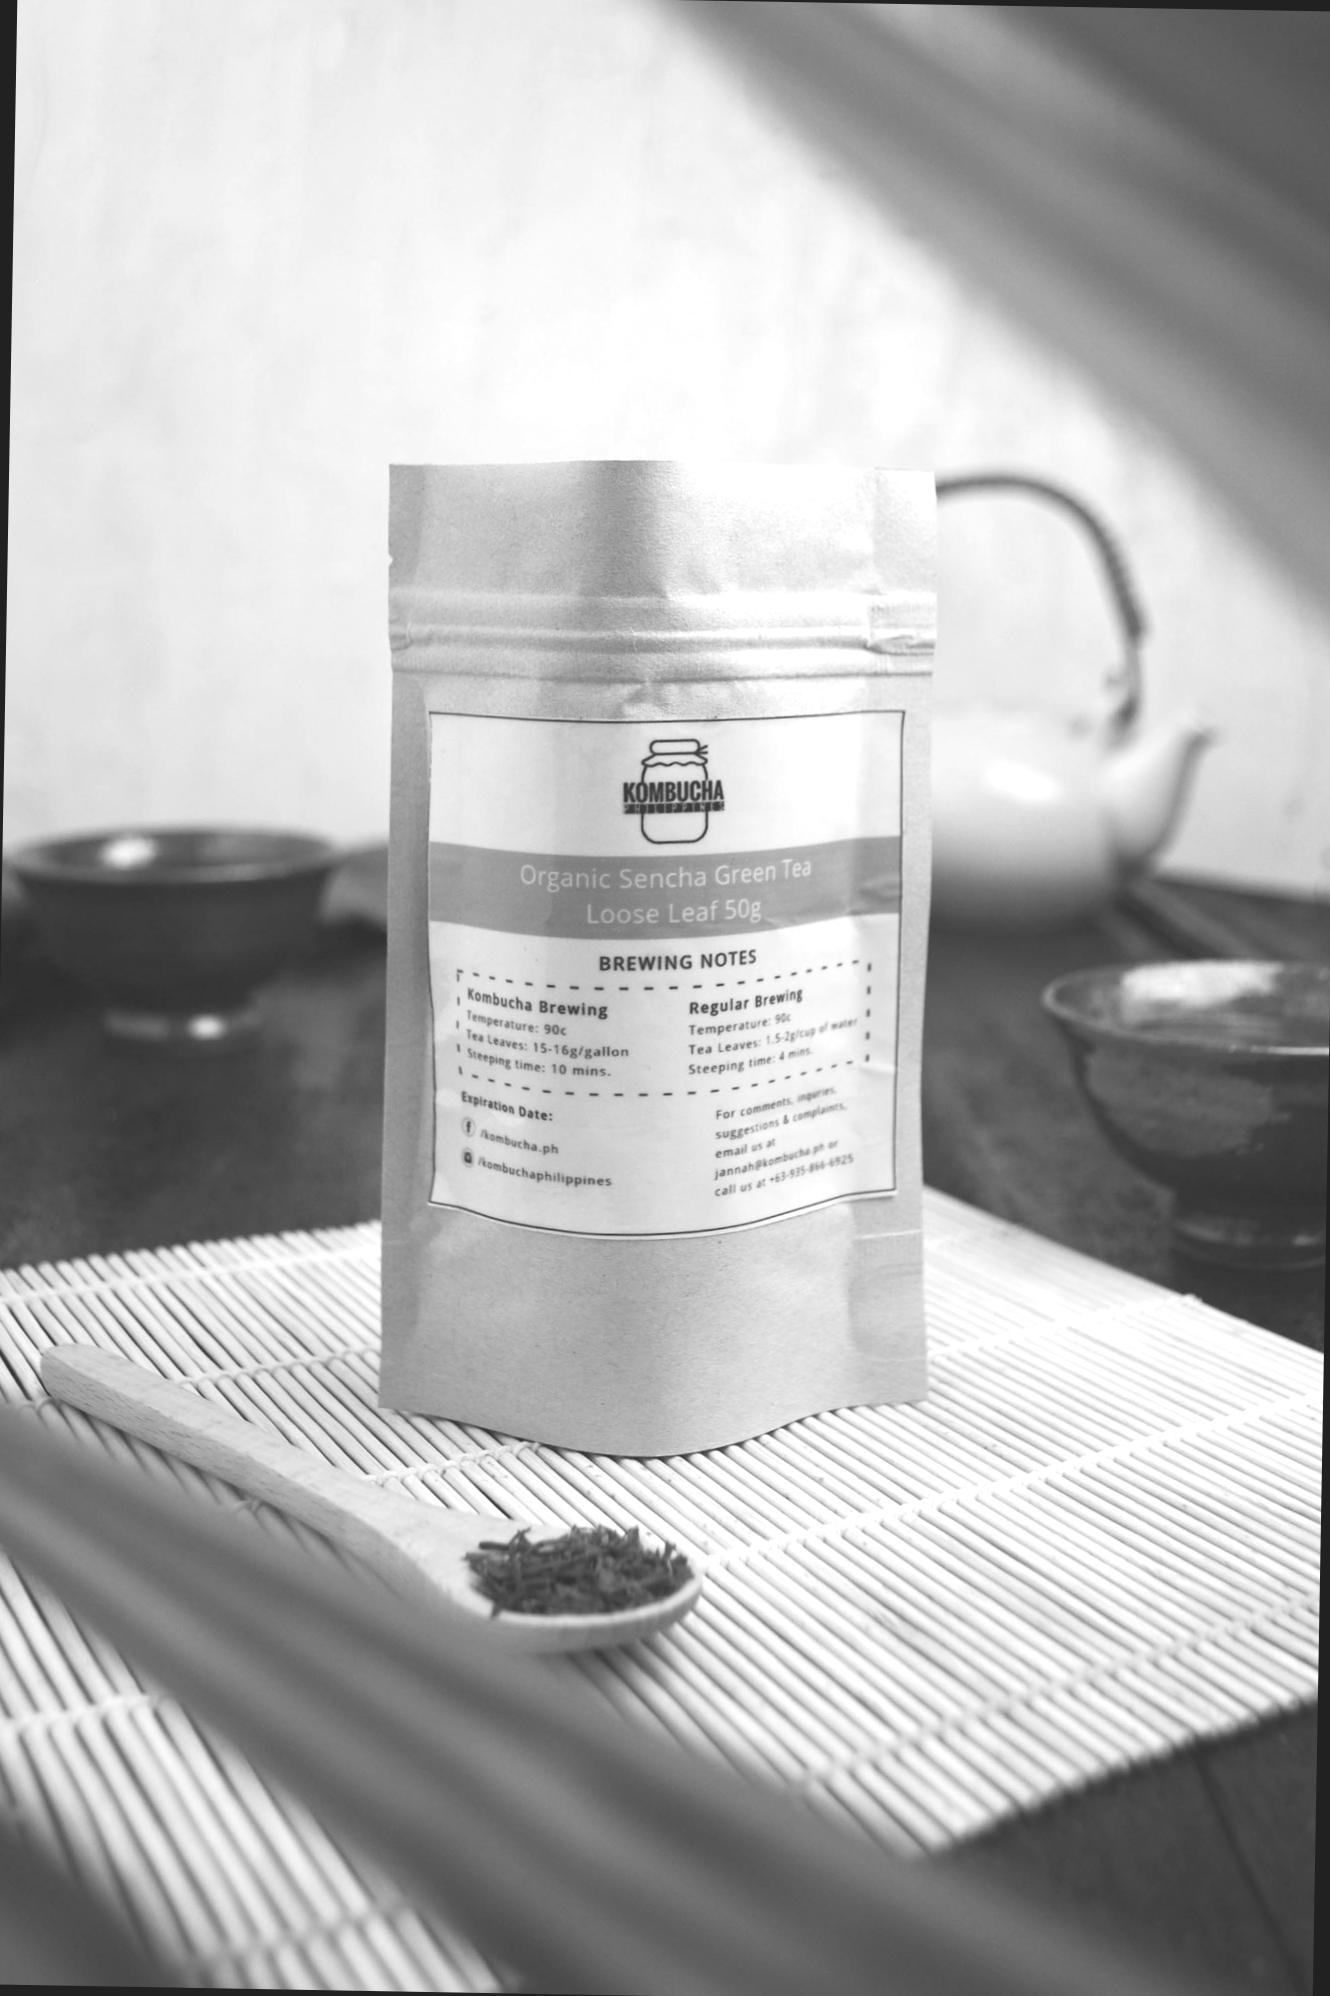 KOMBUCHA
PHILIPPINES
Organic Sencha Green Tea
Loose Leaf 50g
BREWING NOTES
Kombucha Brewing
Temperature: 90c
Tea Leaves: 15-16g/gallon
Steeping time: 10 mins.
Regular Brewing
Temperature: 90c
Tea Leaves: 1.5-2g/cup of water
Steeping time: 4 mins.
Expiration Date:
/kombucha.ph
/kombuchaphilippines
For comments, inquries,
suggestions & complaints,
email us at
jannah@kombucha.ph or
call us at +63-935-866-6925